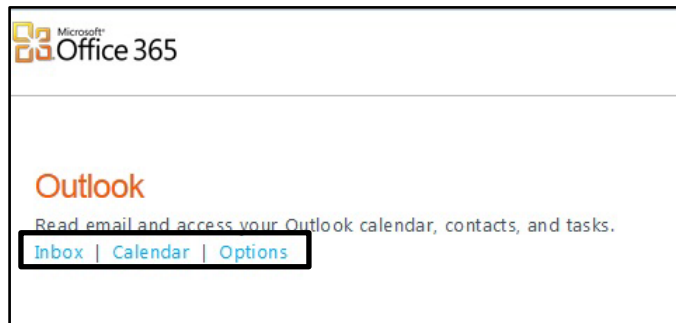 Microsoft®
Office 365
Outlook
Read email and access your Outlook calendar, contacts, and tasks.
Inbox | Calendar | Options